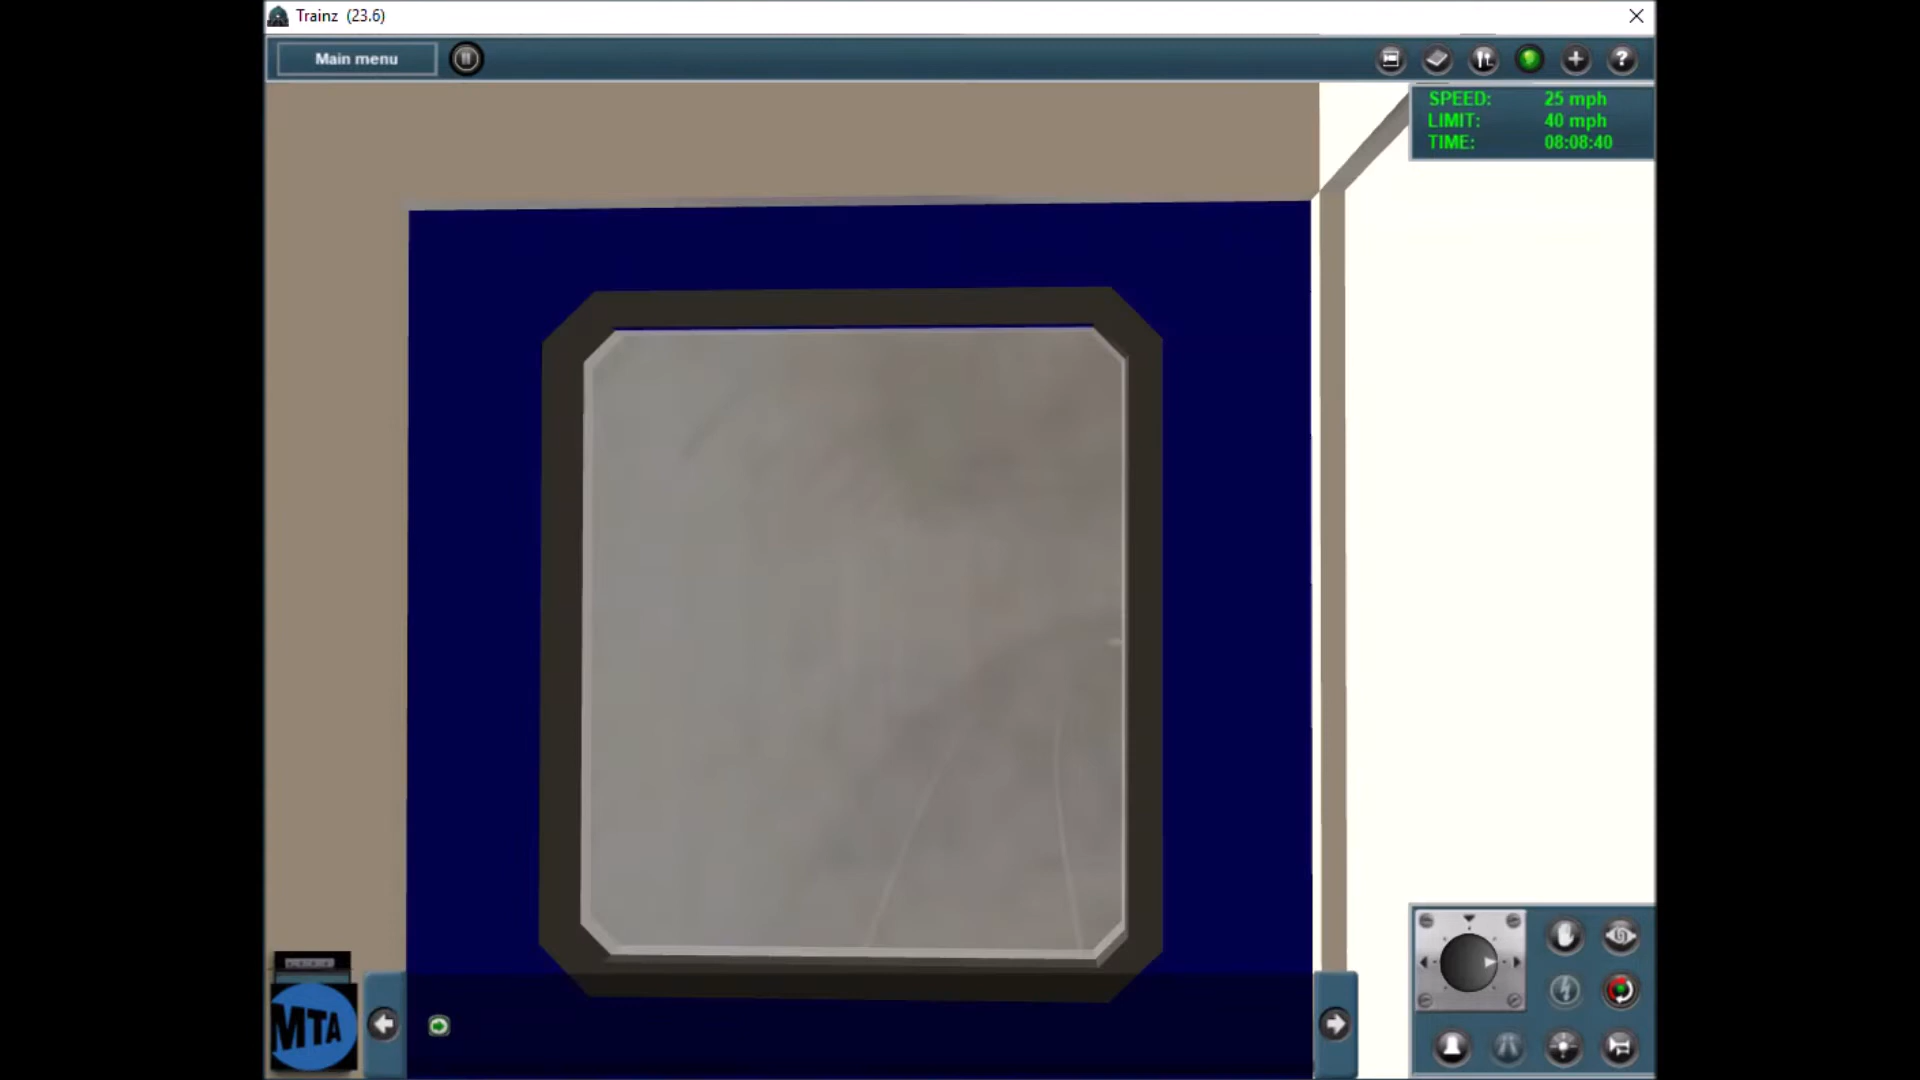 Trainz (23.6)
Main menu
SPEED: 25 mph
LIMIT: 40 mph
TIME: 08:08:40
MTA